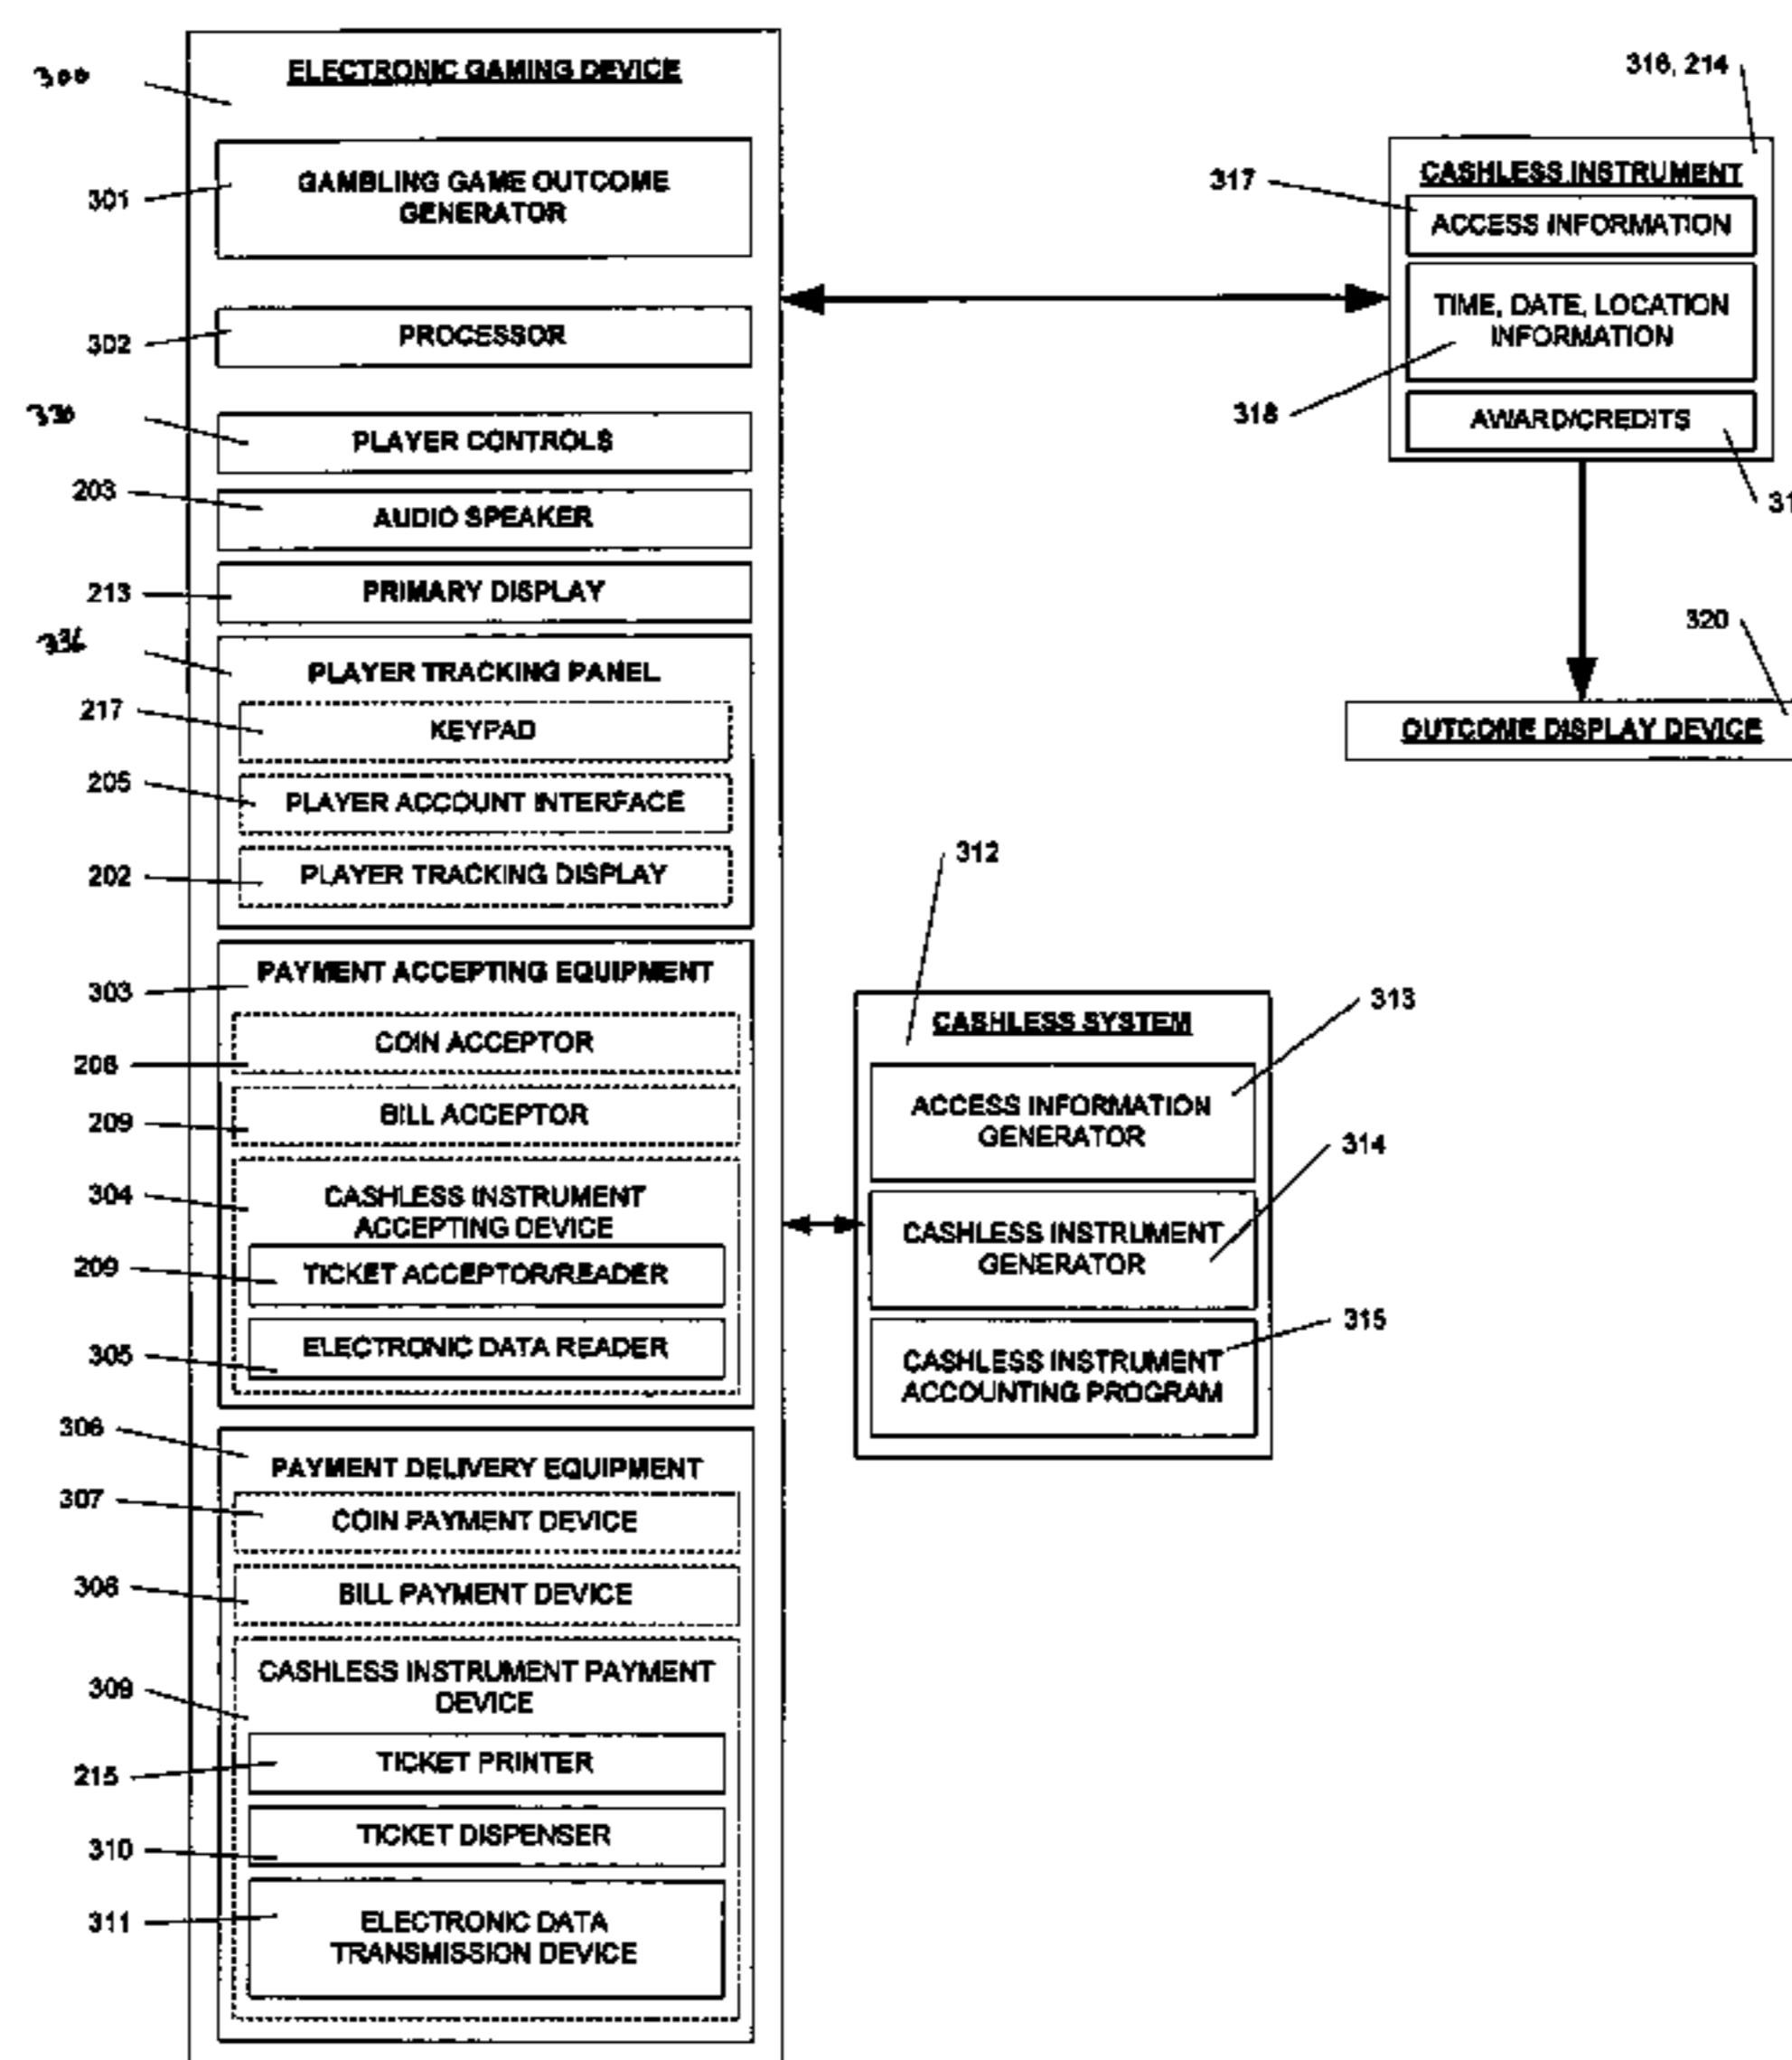 300
ELECTRONIC GAMING DEVICE
301
GAMBLING GAME OUTCOME
GENERATOR
302
PROCESSOR
PLAYER CONTROLS
203
AUDIO SPEAKER
213
PRIMARY DISPLAY
PLAYER TRACKING PANEL
217
KEYPAD
205
PLAYER ACCOUNT INTERFACE
202
PLAYER TRACKING DISPLAY
303
PAYMENT ACCEPTING EQUIPMENT
COIN ACCEPTOR
209
BILL ACCEPTOR
304
CASHLESS INSTRUMENT
ACCEPTING DEVICE
209
TICKET ACCEPTOR/READER
305
ELECTRONIC DATA READER
306
PAYMENT DELIVERY EQUIPMENT
307
COIN PAYMENT DEVICE
BILL PAYMENT DEVICE
309
CASHLESS INSTRUMENT PAYMENT
DEVICE
215
TICKET PRINTER
310
TICKET DISPENSER
311
ELECTRONIC DATA
TRANSMISSION DEVICE
316, 214
CASHLESS INSTRUMENT
317
ACCESS INFORMATION
TIME, DATE, LOCATION
INFORMATION
318
AWARD/CREDITS
31
320
OUTCOME DISPLAY DEVICE
312
CASHLESS SYSTEM
313
ACCESS INFORMATION
GENERATOR
314
CASHLESS INSTRUMENT
GENERATOR
315
CASHLESS INSTRUMENT
ACCOUNTING PROGRAM